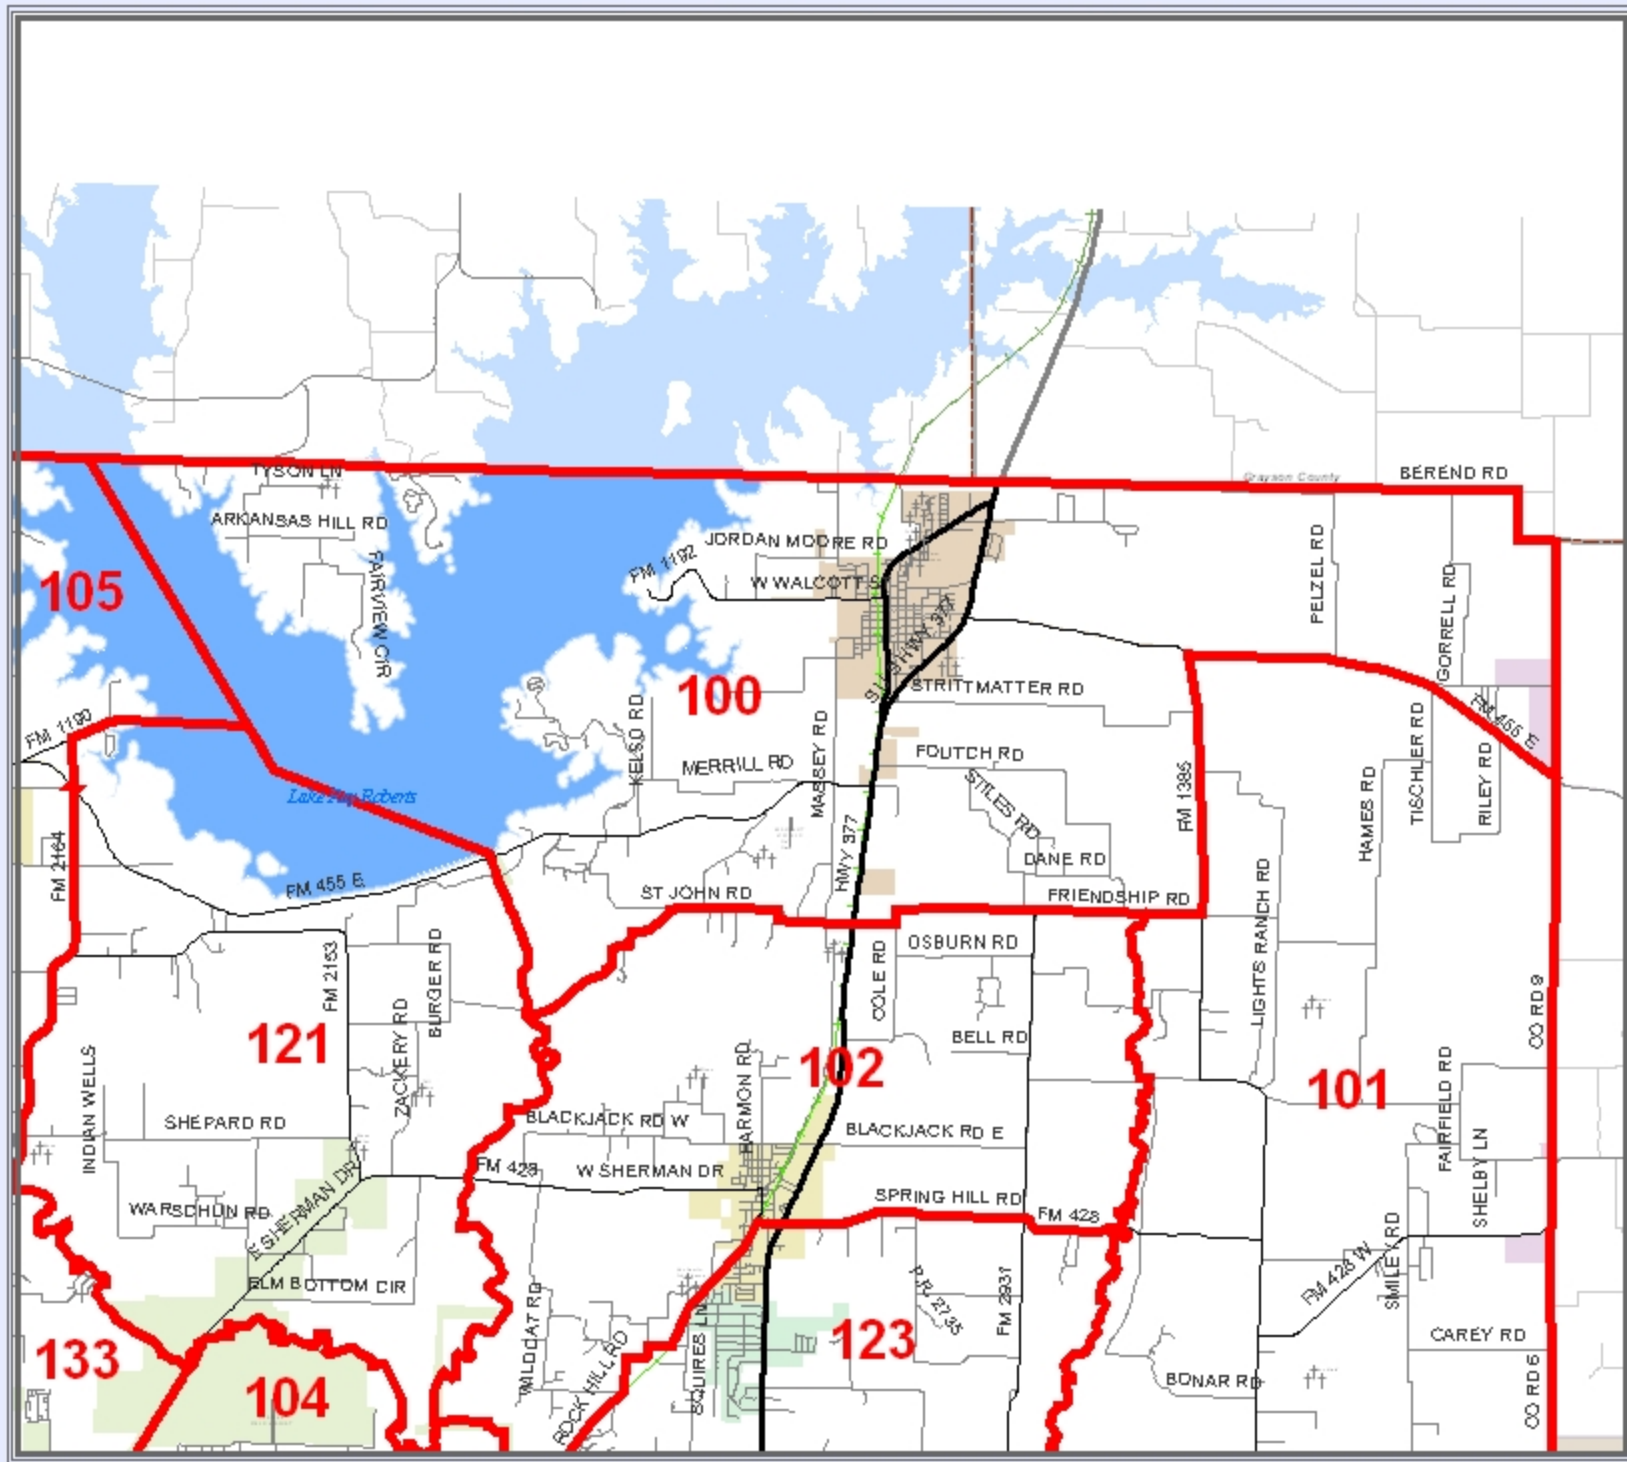 TYSON LN
Grayson County
BEREND RD
ARKANSAS HILL RD
JORDAN MOORE RD
FM 1192
W WALCOTT S
PELZEL RD
105
FAIRVIEW CIR
GORRELL RD
HWY 377
100
STRITTMATTER RD
FM 1190
KELSO RD
MASSEY RD
FM 455 E
TISCHLER RD
FOUTCH RD
MERRILL RD
RILEY RD
STILES RD
FM 1385
HAMES RD
Lake Ray Roberts
FM 2164
HWY 377
DANE RD
FM 455 E
ST JOHN RD
FRIENDSHIP RD
LIGHTS RANCH RD
OSBURN RD
COLE RD
FM 2153
BURGER RD
CO RD 9
121
ZACKERY RD
BELL RD
102
101
INDIAN WELLS
HARMON RD
FAIRFIELD RD
SHEPARD RD
BLACKJACK RD W
BLACKJACK RD E
SHELBY LN
FM 428
W SHERMAN DR
WARSCHUN RD
E SHERMAN DR
SPRING HILL RD
FM 428
FM 428 W
SMILEY RD
ELM BOTTOM CIR
WILDCAT RD
P.R. 2735
FM 2931
133
ROCK HILL RD
SQUIRES LN
123
CAREY RD
104
BONAR RD
CO RD 6